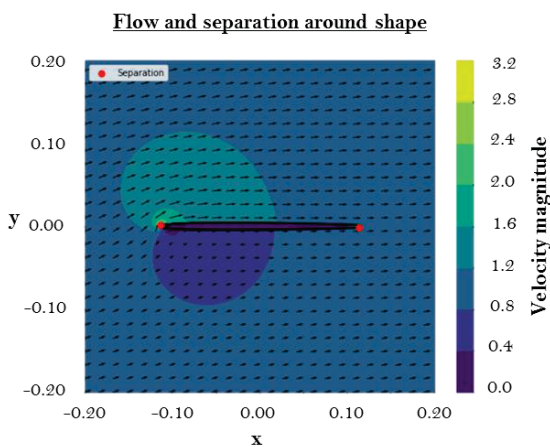 Flow and separation around shape
Separation
0.20
0.10
y
0.00
-0.10
-0.20
-0.20 -0.10 0.00 0.10 0.20
x
3.2
2.8
2.4
2.0
1.6
1.2
0.8
0.4
0.0
Velocity magnitude